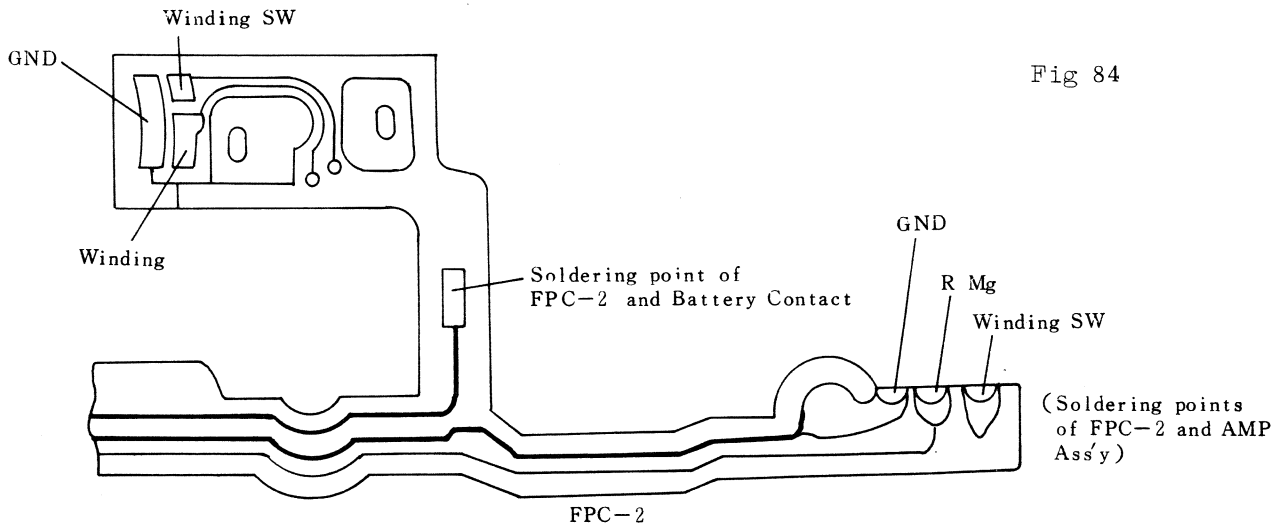 Winding SW
GND
Fig 84
Winding
GND
Soldering point of
FPC-2 and Battery Contact
R Mg
Winding SW
(Soldering points
of FPC-2 and AMP
Ass'y)
FPC-2